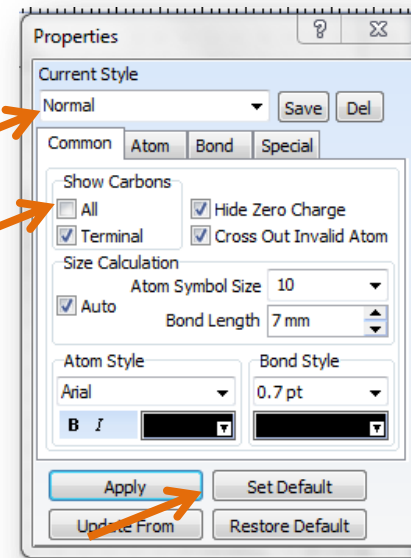 Properties
Current Style
Normal Save Del
Common Atom Bond Special
Show Carbons
All Hide Zero Charge
Terminal Cross Out Invalid Atom
Size Calculation
Auto
Atom Symbol Size 10
Bond Length 7 mm
Atom Style Bond Style
Arial 0.7 pt
B I
Apply Set Default
Update From Restore Default